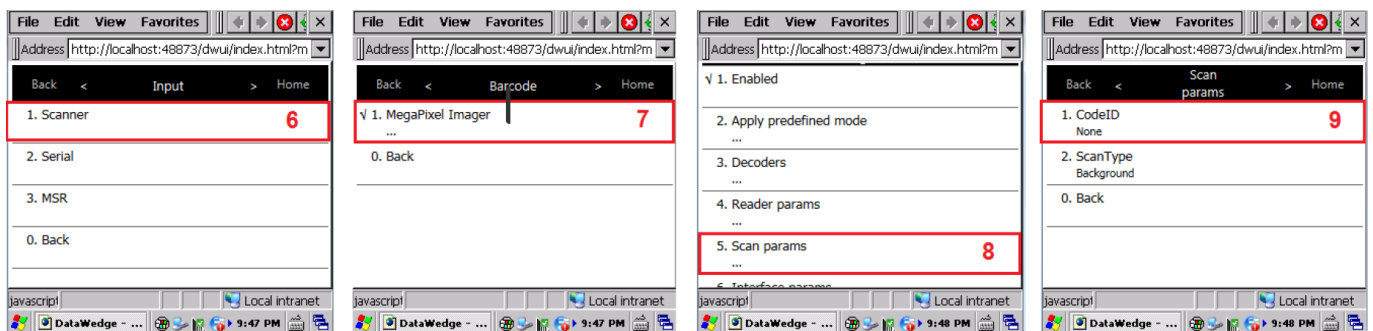 File Edit View Favorites
Address http://localhost:48873/dwui/index.html?m
Back < Input > Home
1. Scanner
6
2. Serial
3. MSR
0. Back
javascript Local intranet
DataWedge - ... 9:47 PM
File Edit View Favorites
Address http://localhost:48873/dwui/index.html?m
Back < Barcode > Home
√ 1. MegaPixel Imager
...
7
0. Back
javascript Local intranet
DataWedge - ... 9:47 PM
File Edit View Favorites
Address http://localhost:48873/dwui/index.html?m
√ 1. Enabled
2. Apply predefined mode
...
3. Decoders
...
4. Reader params
...
5. Scan params
...
8
6. Interface params
javascript Local intranet
DataWedge - ... 9:48 PM
File Edit View Favorites
Address http://localhost:48873/dwui/index.html?m
Back < Scan params > Home
1. CodeID
None
9
2. ScanType
Background
0. Back
javascript Local intranet
DataWedge - ... 9:48 PM